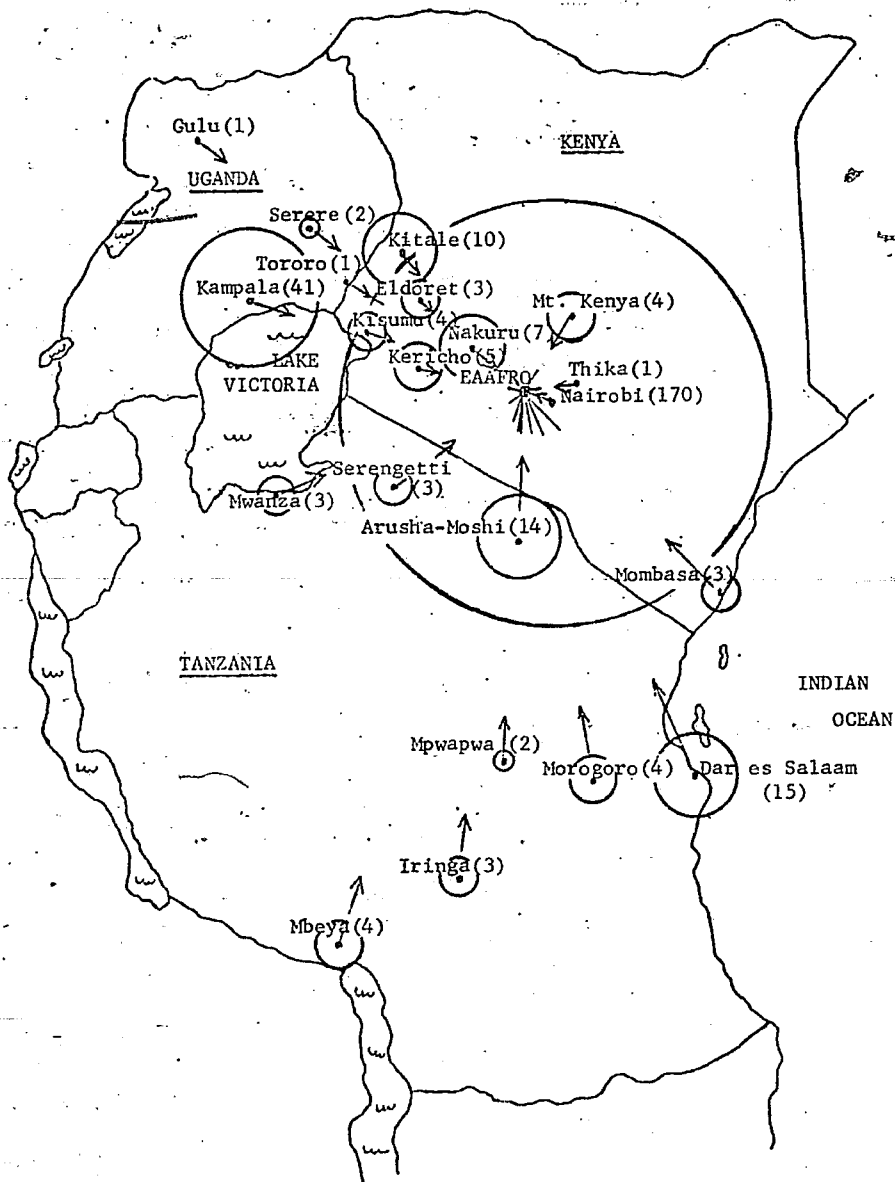 Gulu(1)
KENYA
UGANDA
Serere(2)
Kitale(10)
Tororo(1)
Eldoret(3)
Kampala(41)
Mt. Kenya(4)
Kisumu(4)
Nakuru(7)
LAKE
VICTORIA
Kericho(5)
EAAFRO
Thika(1)
Nairobi(170)
Serengetti
(3)
Mwanza(3)
Arusha-Moshi(14)
Mombasa(3)
TANZANIA
INDIAN
OCEAN
Mpwapwa(2)
Morogoro(4)
Dar es Salaam
(15)
Iringa(3)
Mbeya(4)